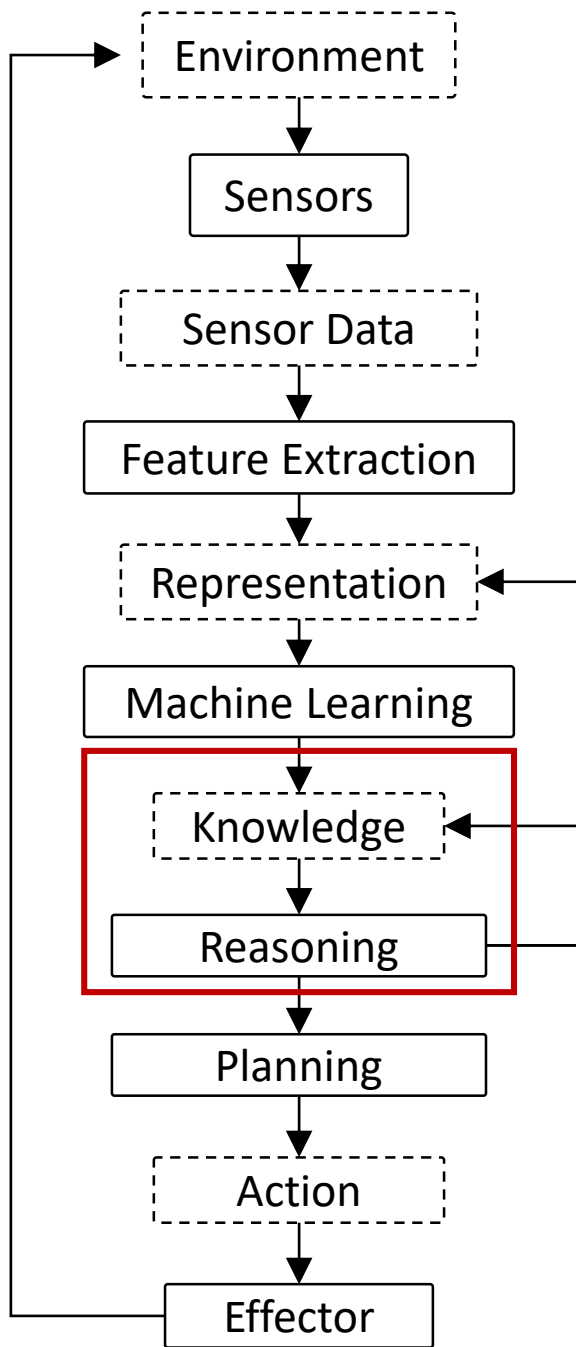 Environment
Sensors
Sensor Data
Feature Extraction
Representation
Machine Learning
Knowledge
Reasoning
Planning
Action
Effector